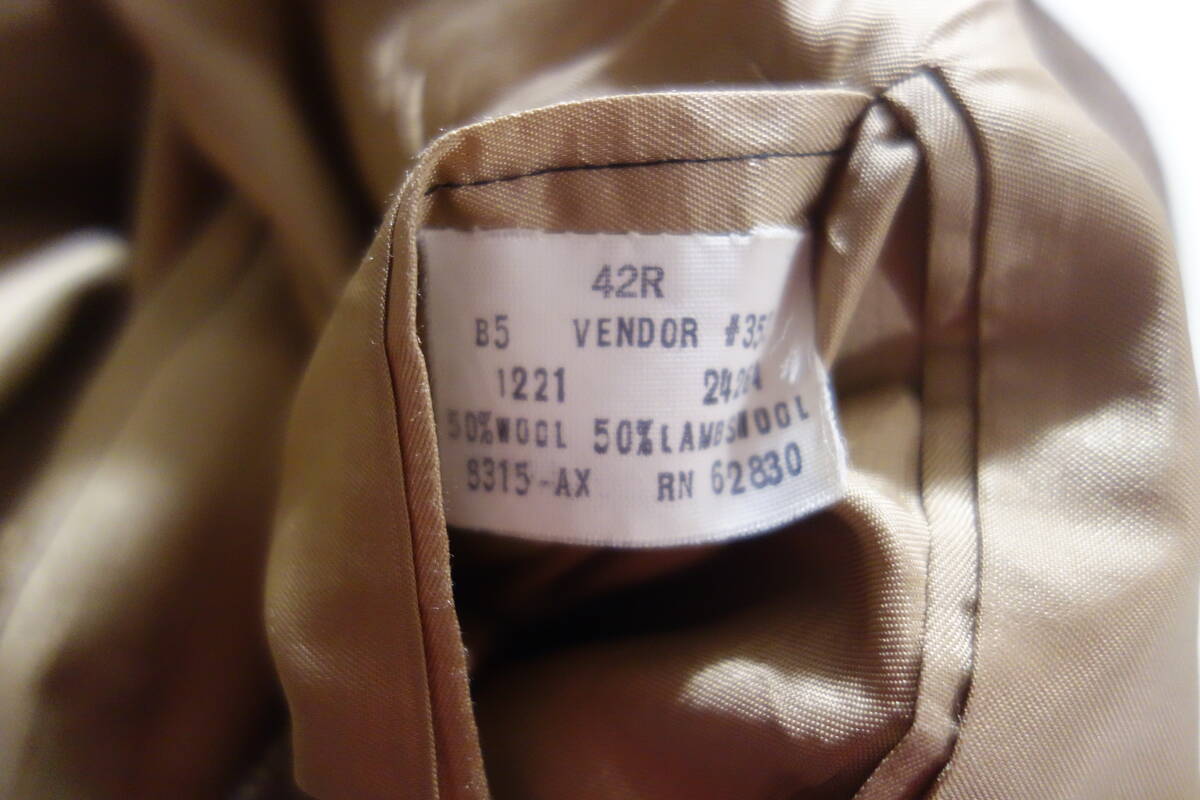 42R
B5 VENDOR
1221
50%WOOL 50%LAMBSWOOL
8315-AX RN 62830